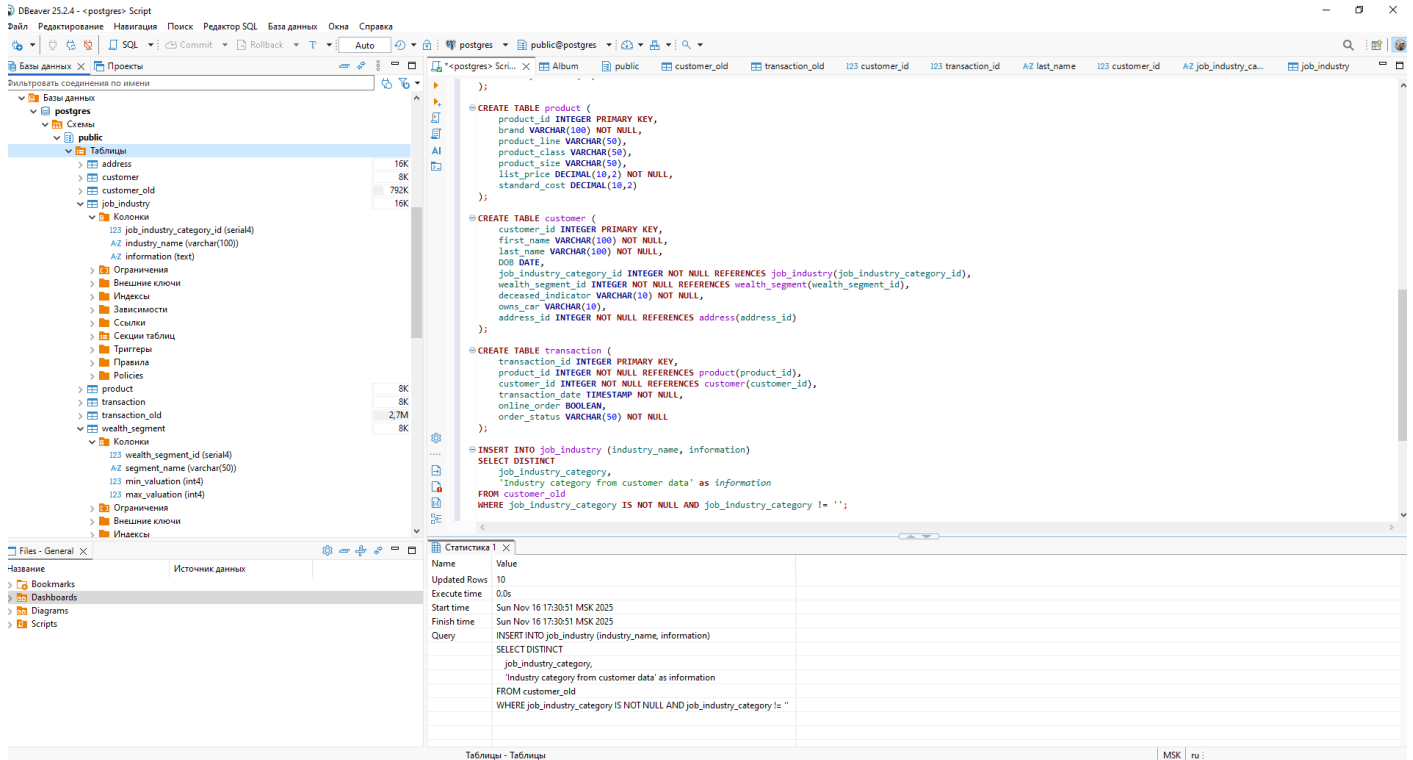 DBeaver 25.2.4 - <postgres> Script
Файл Редактирование Навигация Поиск Редактор SQL База данных Окна Справка
SQL Commit Rollback Auto postgres public@postgres
Базы данных Проекты
*<postgres> Scri... Album public customer_old transaction_old 123 customer_id 123 transaction_id A-Z last_name 123 customer_id A-Z job_industry_ca... job_industry
Фильтровать соединения по имени
Базы данных
postgres
Схемы
public
Таблицы
address 16K
customer 8K
customer_old 792K
job_industry 16K
Колонки
123 job_industry_category_id (serial4)
A-Z industry_name (varchar(100))
A-Z information (text)
Ограничения
Внешние ключи
Индексы
Зависимости
Ссылки
Секции таблиц
Триггеры
Правила
Policies
product 8K
transaction 8K
transaction_old 2,7M
wealth_segment 8K
Колонки
123 wealth_segment_id (serial4)
A-Z segment_name (varchar(50))
123 min_valuation (int4)
123 max_valuation (int4)
Ограничения
Внешние ключи
Индексы
AI
);
CREATE TABLE product (
product_id INTEGER PRIMARY KEY,
brand VARCHAR(100) NOT NULL,
product_line VARCHAR(50),
product_class VARCHAR(50),
product_size VARCHAR(50),
list_price DECIMAL(10,2) NOT NULL,
standard_cost DECIMAL(10,2)
);
CREATE TABLE customer (
customer_id INTEGER PRIMARY KEY,
first_name VARCHAR(100) NOT NULL,
last_name VARCHAR(100) NOT NULL,
DOB DATE,
job_industry_category_id INTEGER NOT NULL REFERENCES job_industry(job_industry_category_id),
wealth_segment_id INTEGER NOT NULL REFERENCES wealth_segment(wealth_segment_id),
deceased_indicator VARCHAR(10) NOT NULL,
owns_car VARCHAR(10),
address_id INTEGER NOT NULL REFERENCES address(address_id)
);
CREATE TABLE transaction (
transaction_id INTEGER PRIMARY KEY,
product_id INTEGER NOT NULL REFERENCES product(product_id),
customer_id INTEGER NOT NULL REFERENCES customer(customer_id),
transaction_date TIMESTAMP NOT NULL,
online_order BOOLEAN,
order_status VARCHAR(50) NOT NULL
);
INSERT INTO job_industry (industry_name, information)
SELECT DISTINCT
job_industry_category,
'Industry category from customer data' as information
FROM customer_old
WHERE job_industry_category IS NOT NULL AND job_industry_category != '';
Files - General
Название Источник данных
Bookmarks
Dashboards
Diagrams
Scripts
Статистика 1
Name Value
Updated Rows 10
Execute time 0.0s
Start time Sun Nov 16 17:30:51 MSK 2025
Finish time Sun Nov 16 17:30:51 MSK 2025
Query INSERT INTO job_industry (industry_name, information)
SELECT DISTINCT
job_industry_category,
'Industry category from customer data' as information
FROM customer_old
WHERE job_industry_category IS NOT NULL AND job_industry_category != ''
Таблицы - Таблицы MSK ru